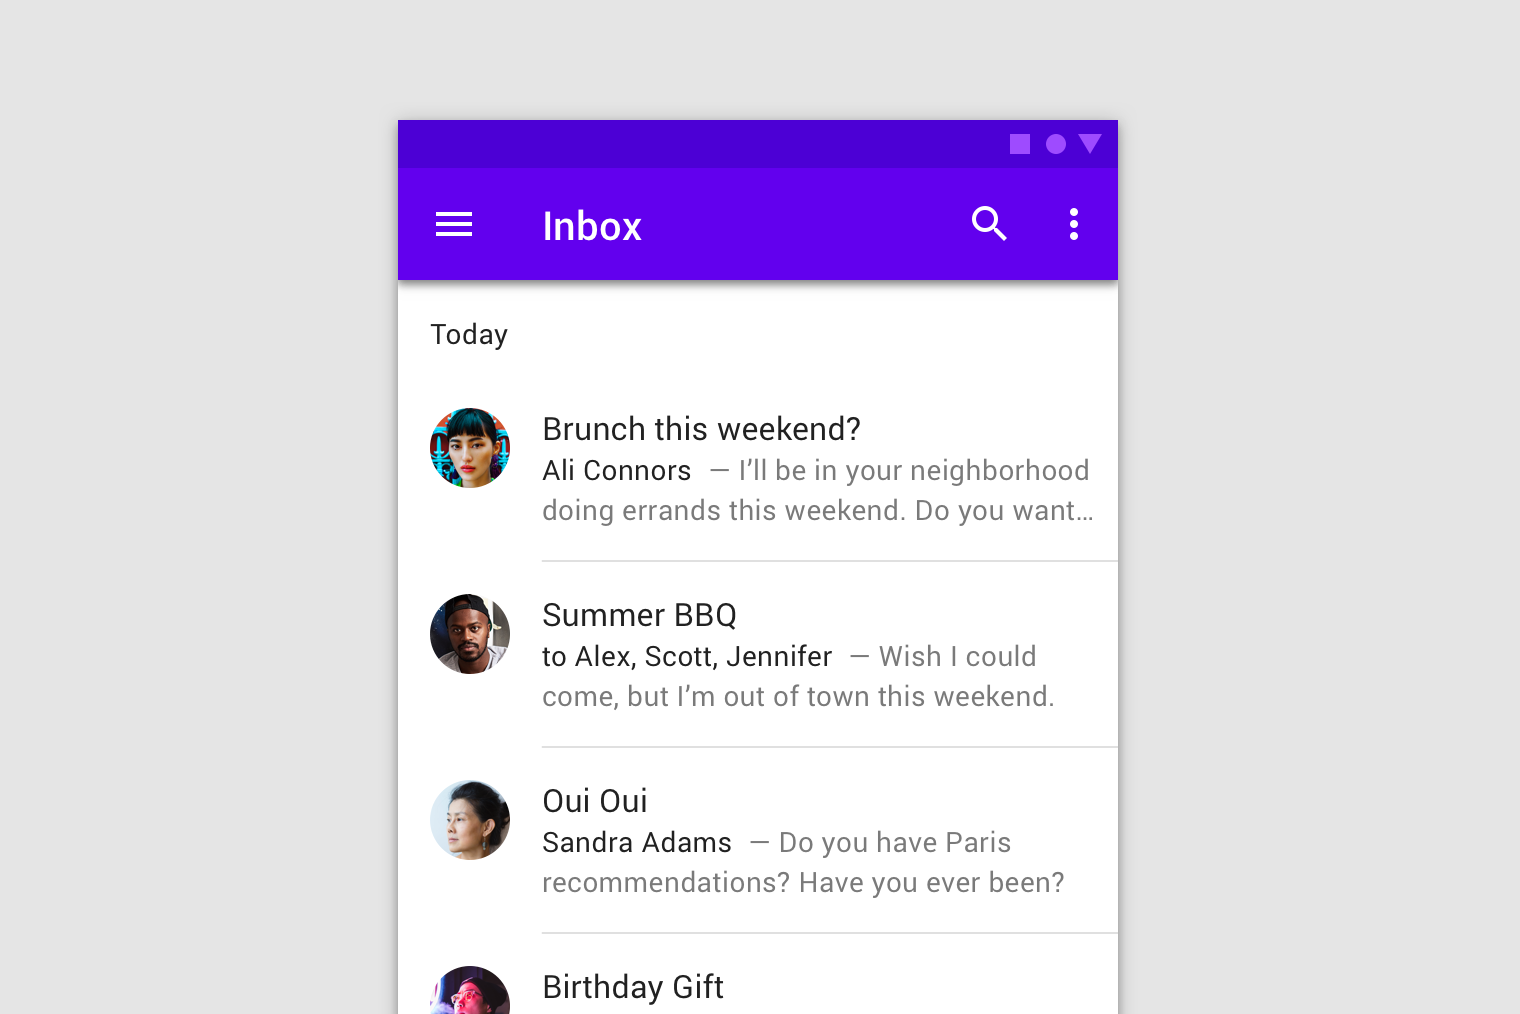 Inbox
Today
Brunch this weekend?
Ali Connors — I’ll be in your neighborhood
doing errands this weekend. Do you want…
Summer BBQ
to Alex, Scott, Jennifer — Wish I could
come, but I’m out of town this weekend.
Oui Oui
Sandra Adams — Do you have Paris
recommendations? Have you ever been?
Birthday Gift